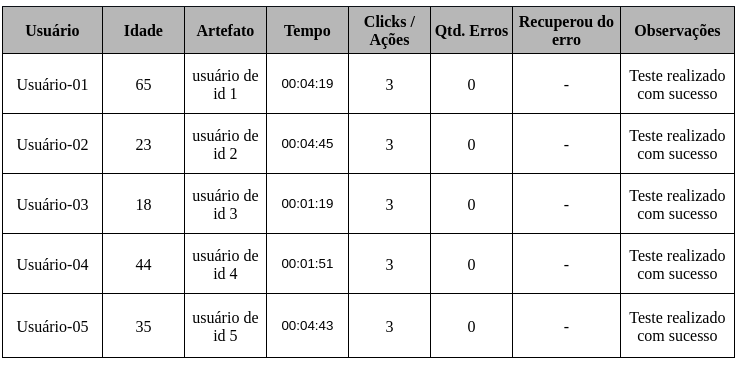 Usuário Idade Artefato Tempo Clicks / Ações Qtd. Erros Recuperou do erro Observações
Usuário-01 65 usuário de id 1 00:04:19 3 0 - Teste realizado com sucesso
Usuário-02 23 usuário de id 2 00:04:45 3 0 - Teste realizado com sucesso
Usuário-03 18 usuário de id 3 00:01:19 3 0 - Teste realizado com sucesso
Usuário-04 44 usuário de id 4 00:01:51 3 0 - Teste realizado com sucesso
Usuário-05 35 usuário de id 5 00:04:43 3 0 - Teste realizado com sucesso